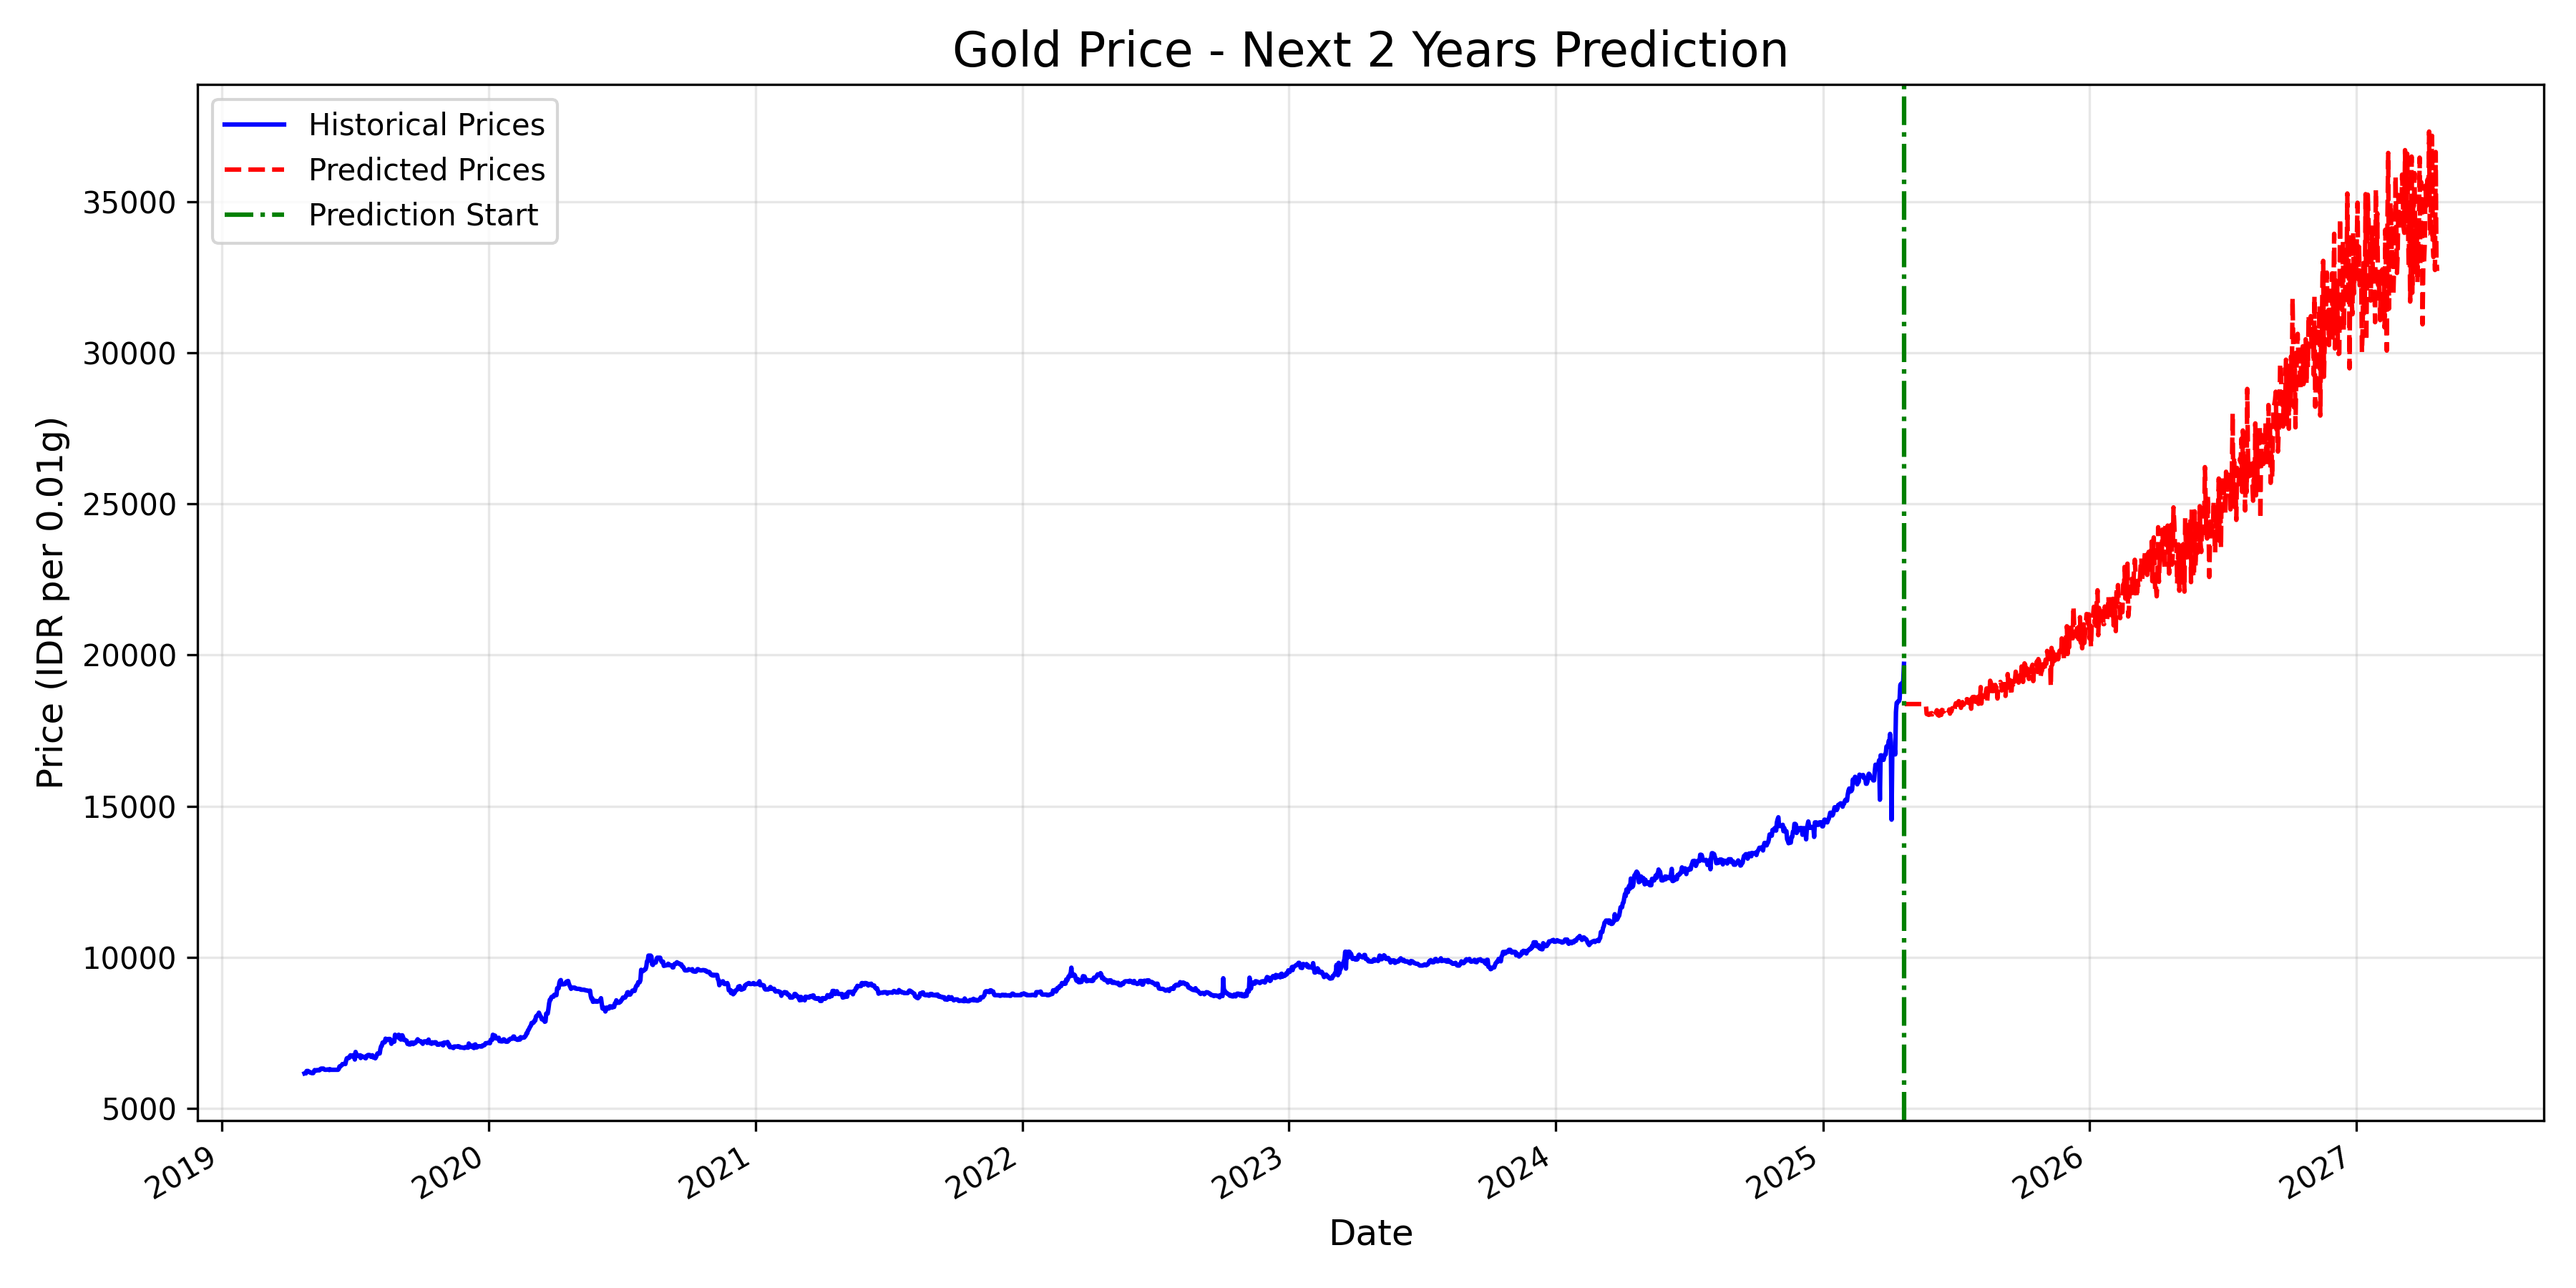 Gold Price - Next 2 Years Prediction
Historical Prices
Predicted Prices
Prediction Start
Price (IDR per 0.01g)
35000
30000
25000
20000
15000
10000
5000
2019
2020
2021
2022
2023
2024
2025
2026
2027
Date